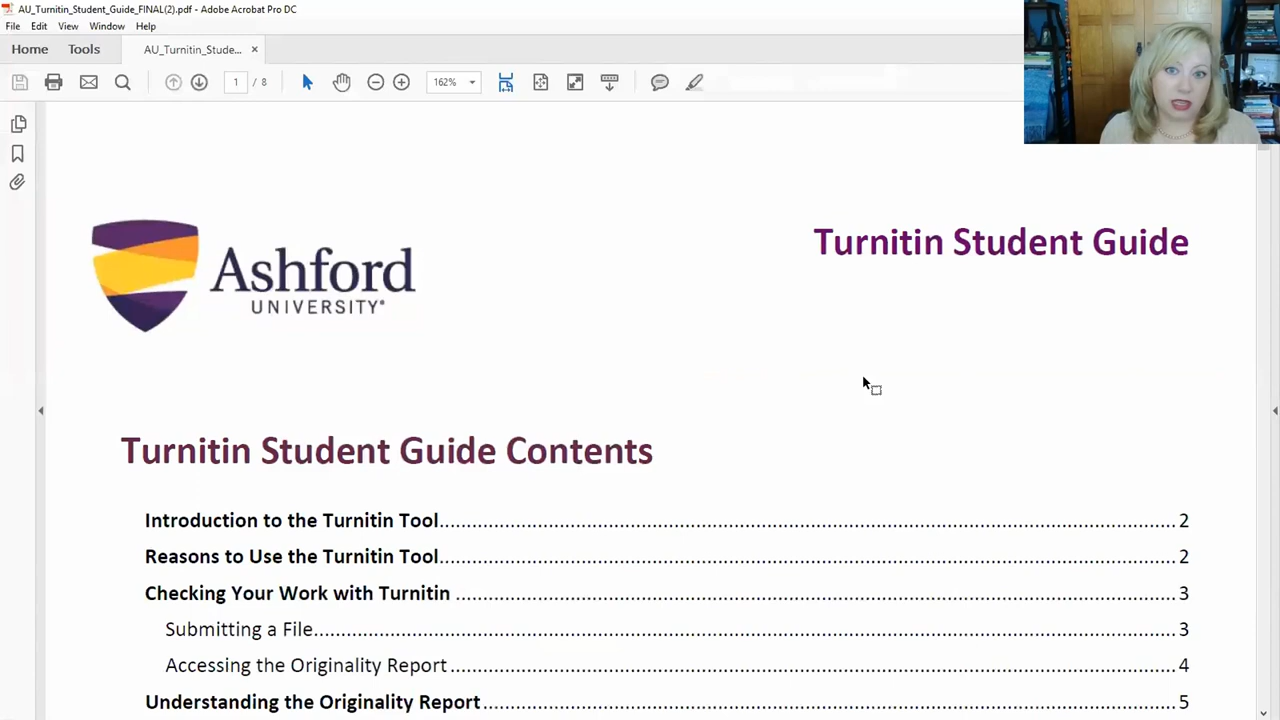 AU_Turnitin_Student_Guide_FINAL(2).pdf - Adobe Acrobat Pro DC
File Edit View Window Help
Home Tools AU_Turnitin_Stude... ×
1 / 8 162%
Turnitin Student Guide
Ashford
UNIVERSITY®
Turnitin Student Guide Contents
Introduction to the Turnitin Tool 2
Reasons to Use the Turnitin Tool 2
Checking Your Work with Turnitin 3
Submitting a File 3
Accessing the Originality Report 4
Understanding the Originality Report 5